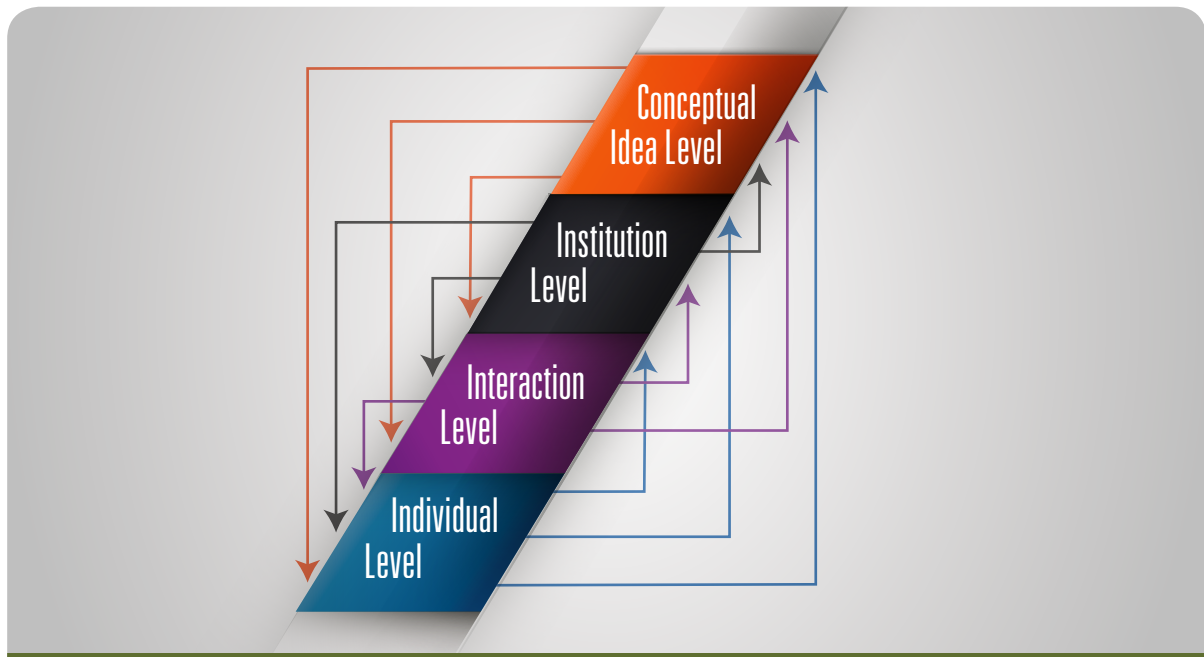 Conceptual
Idea Level
Institution
Level
Interaction
Level
Individual
Level